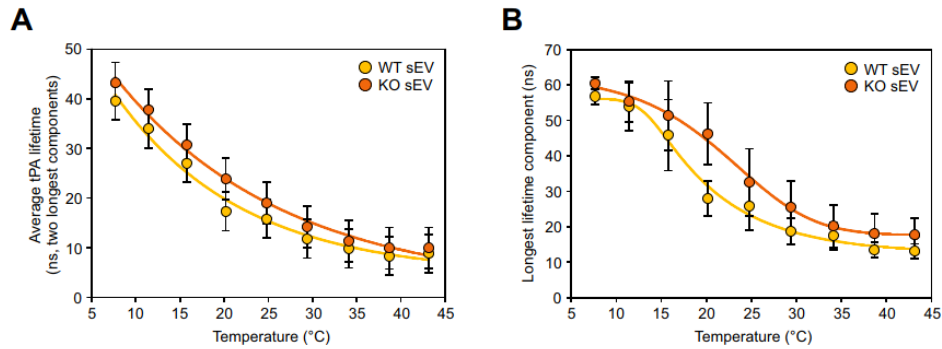 A
Average tPA lifetime
(ns, two longest components)
50
40
30
20
10
0
WT sEV
KO sEV
5 10 15 20 25 30 35 40 45
Temperature (°C)
B
Longest lifetime component (ns)
70
60
50
40
30
20
10
0
WT sEV
KO sEV
5 10 15 20 25 30 35 40 45
Temperature (°C)